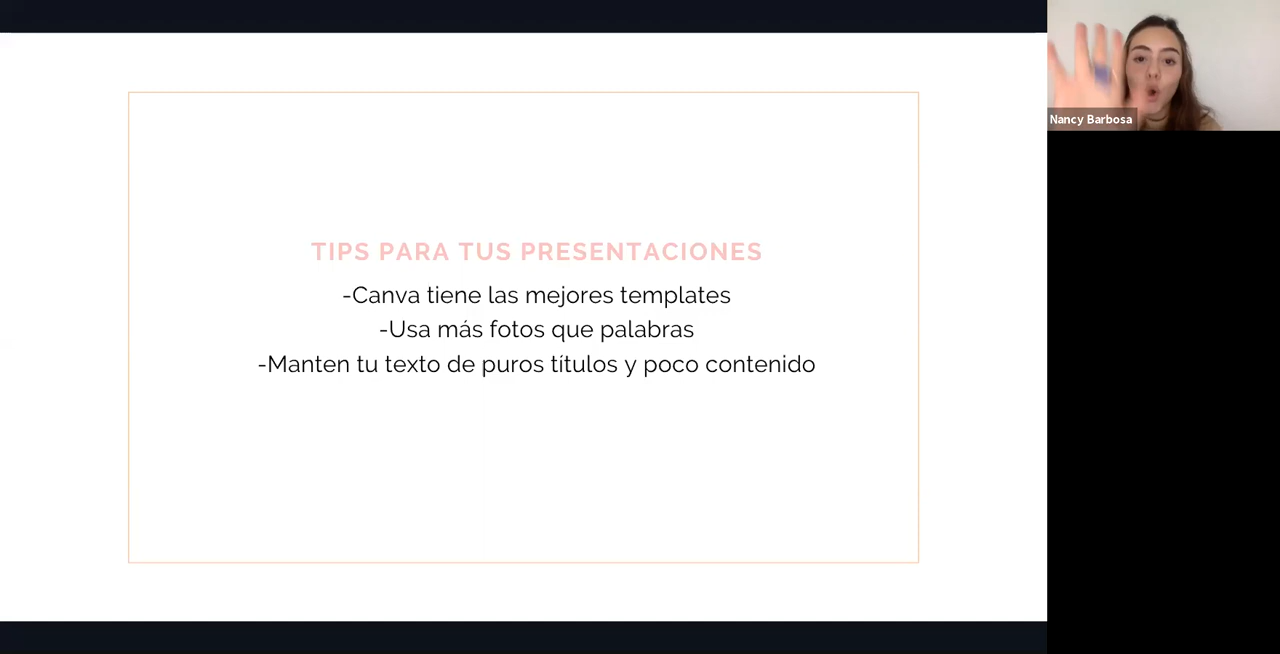 TIPS PARA TUS PRESENTACIONES
-Canva tiene las mejores templates
-Usa más fotos que palabras
-Manten tu texto de puros títulos y poco contenido
Nancy Barbosa